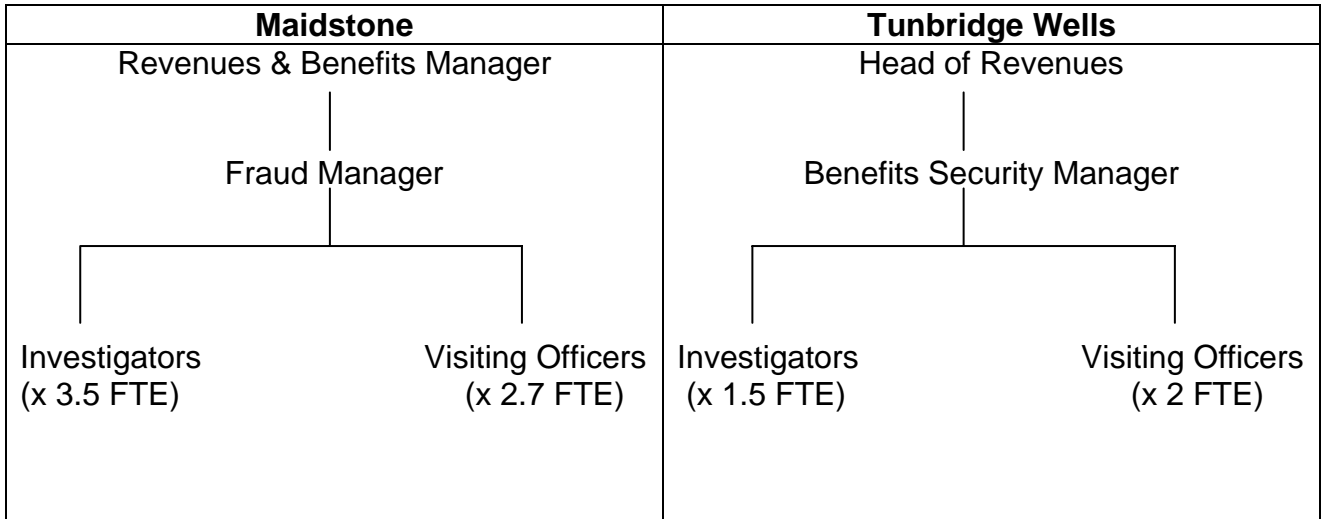 Maidstone
Tunbridge Wells
Revenues & Benefits Manager
Head of Revenues
Fraud Manager
Benefits Security Manager
Investigators
(x 3.5 FTE)
Visiting Officers
(x 2.7 FTE)
Investigators
(x 1.5 FTE)
Visiting Officers
(x 2 FTE)